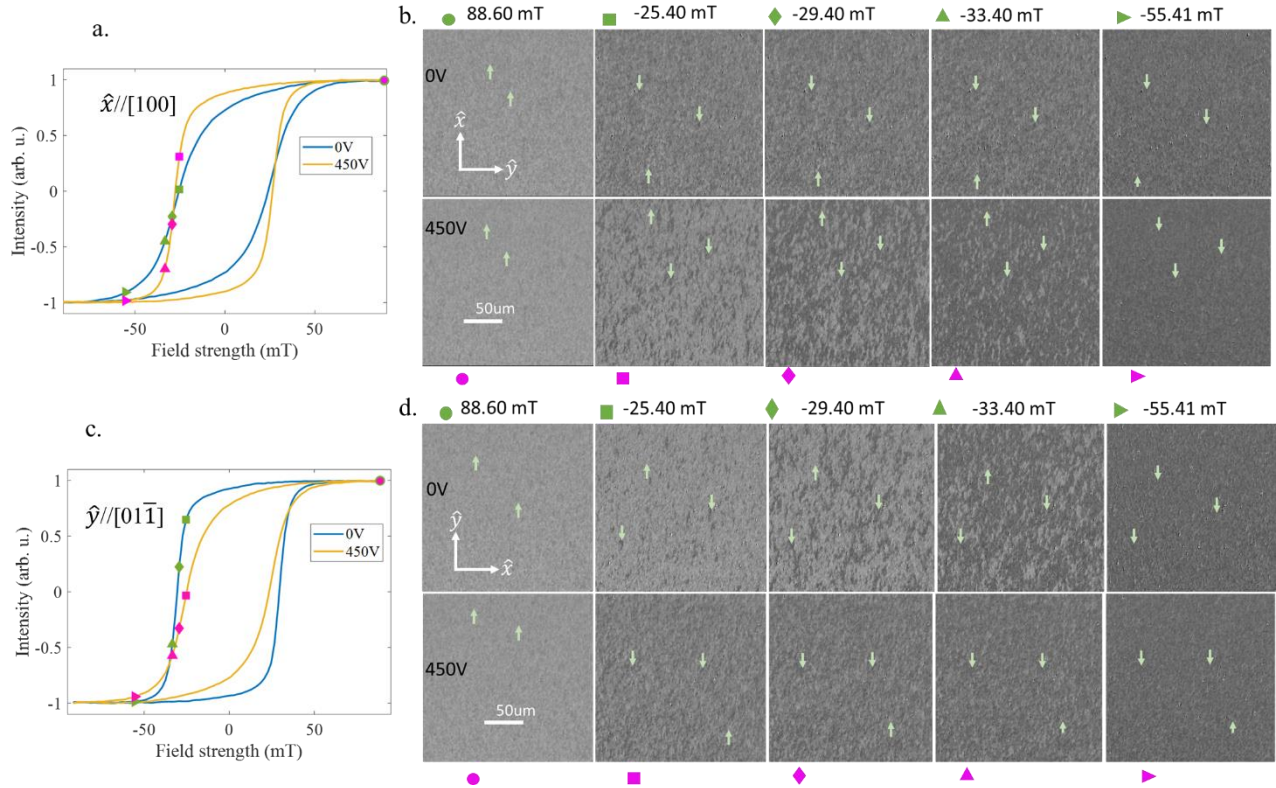 a.
1
0.5
0
-0.5
-1
-50 0 50
Field strength (mT)
Intensity (arb. u.)
x̂//[100]
0V
450V
b.
88.60 mT -25.40 mT -29.40 mT -33.40 mT -55.41 mT
0V
x̂
ŷ
450V
50um
c.
1
0.5
0
-0.5
-1
-50 0 50
Field strength (mT)
Intensity (arb. u.)
ŷ//[011̅]
0V
450V
d.
88.60 mT -25.40 mT -29.40 mT -33.40 mT -55.41 mT
0V
ŷ
x̂
450V
50um